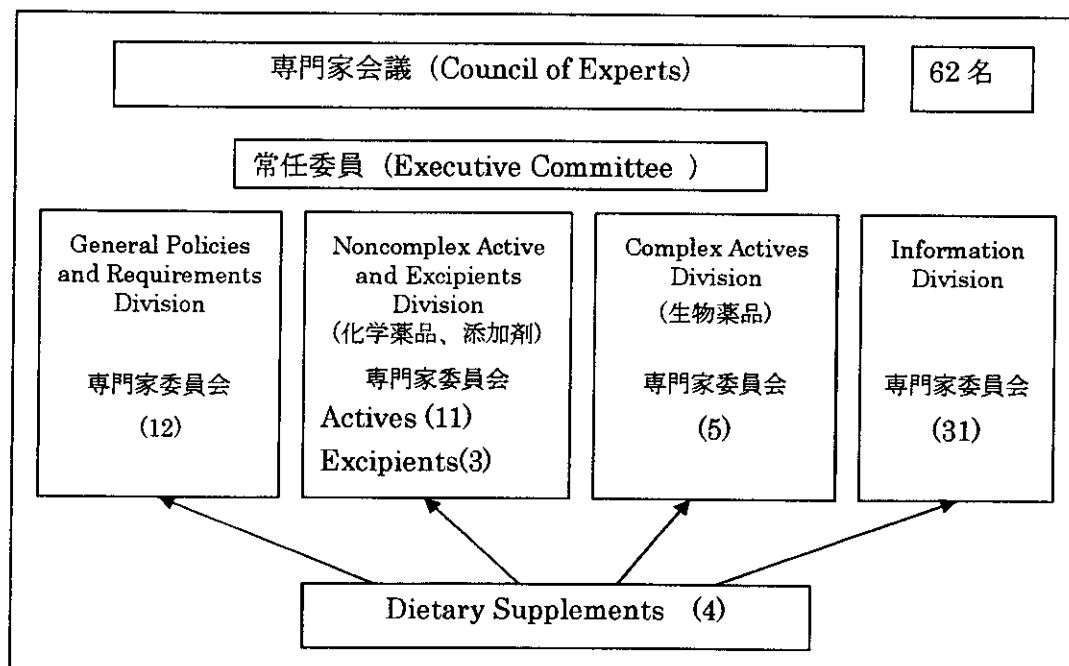 専門家会議 (Council of Experts)
62 名
常任委員 (Executive Committee )
General Policies
and Requirements
Division
専門家委員会
(12)
Noncomplex Active
and Excipients
Division
(化学薬品、添加剤)
専門家委員会
Actives (11)
Excipients(3)
Complex Actives
Division
(生物薬品)
専門家委員会
(5)
Information
Division
専門家委員会
(31)
Dietary Supplements (4)